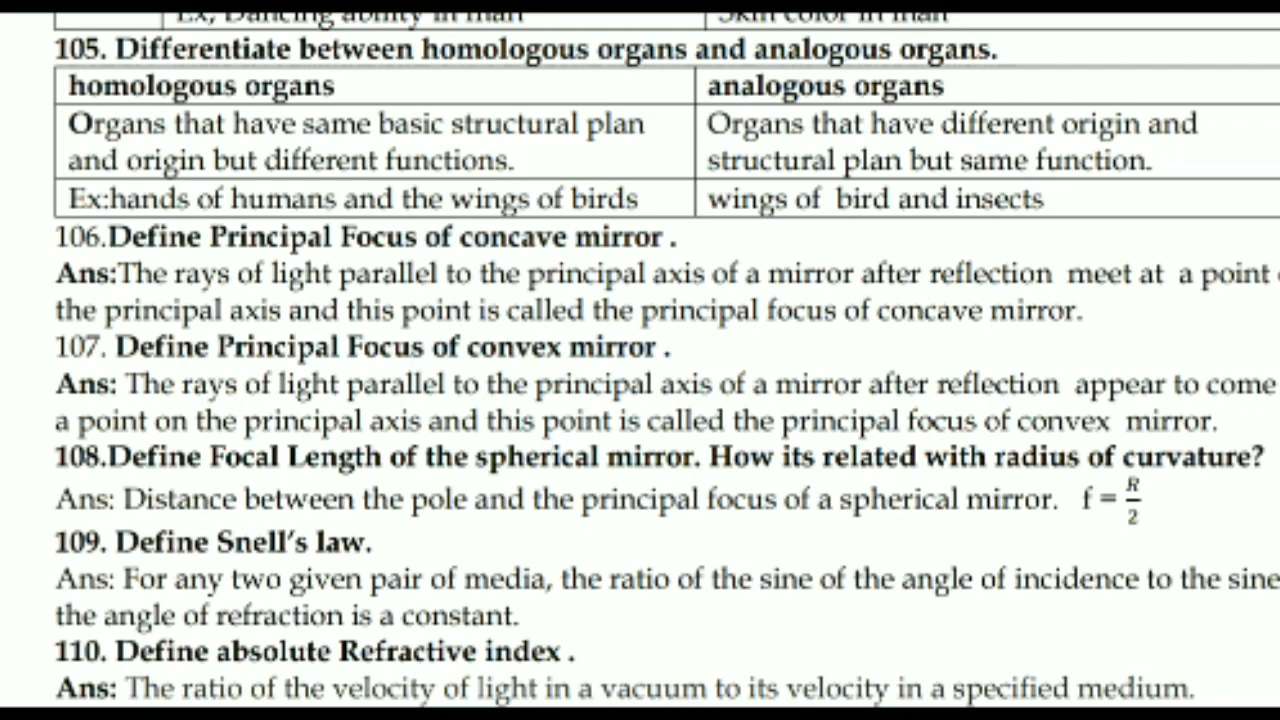 Ex, Dancing ability in man Skin color in man
105. Differentiate between homologous organs and analogous organs.
homologous organs analogous organs
Organs that have same basic structural plan Organs that have different origin and
and origin but different functions. structural plan but same function.
Ex:hands of humans and the wings of birds wings of bird and insects
106.Define Principal Focus of concave mirror .
Ans:The rays of light parallel to the principal axis of a mirror after reflection meet at a point
the principal axis and this point is called the principal focus of concave mirror.
107. Define Principal Focus of convex mirror .
Ans: The rays of light parallel to the principal axis of a mirror after reflection appear to come
a point on the principal axis and this point is called the principal focus of convex mirror.
108.Define Focal Length of the spherical mirror. How its related with radius of curvature?
Ans: Distance between the pole and the principal focus of a spherical mirror. f = R/2
109. Define Snell's law.
Ans: For any two given pair of media, the ratio of the sine of the angle of incidence to the sine
the angle of refraction is a constant.
110. Define absolute Refractive index .
Ans: The ratio of the velocity of light in a vacuum to its velocity in a specified medium.